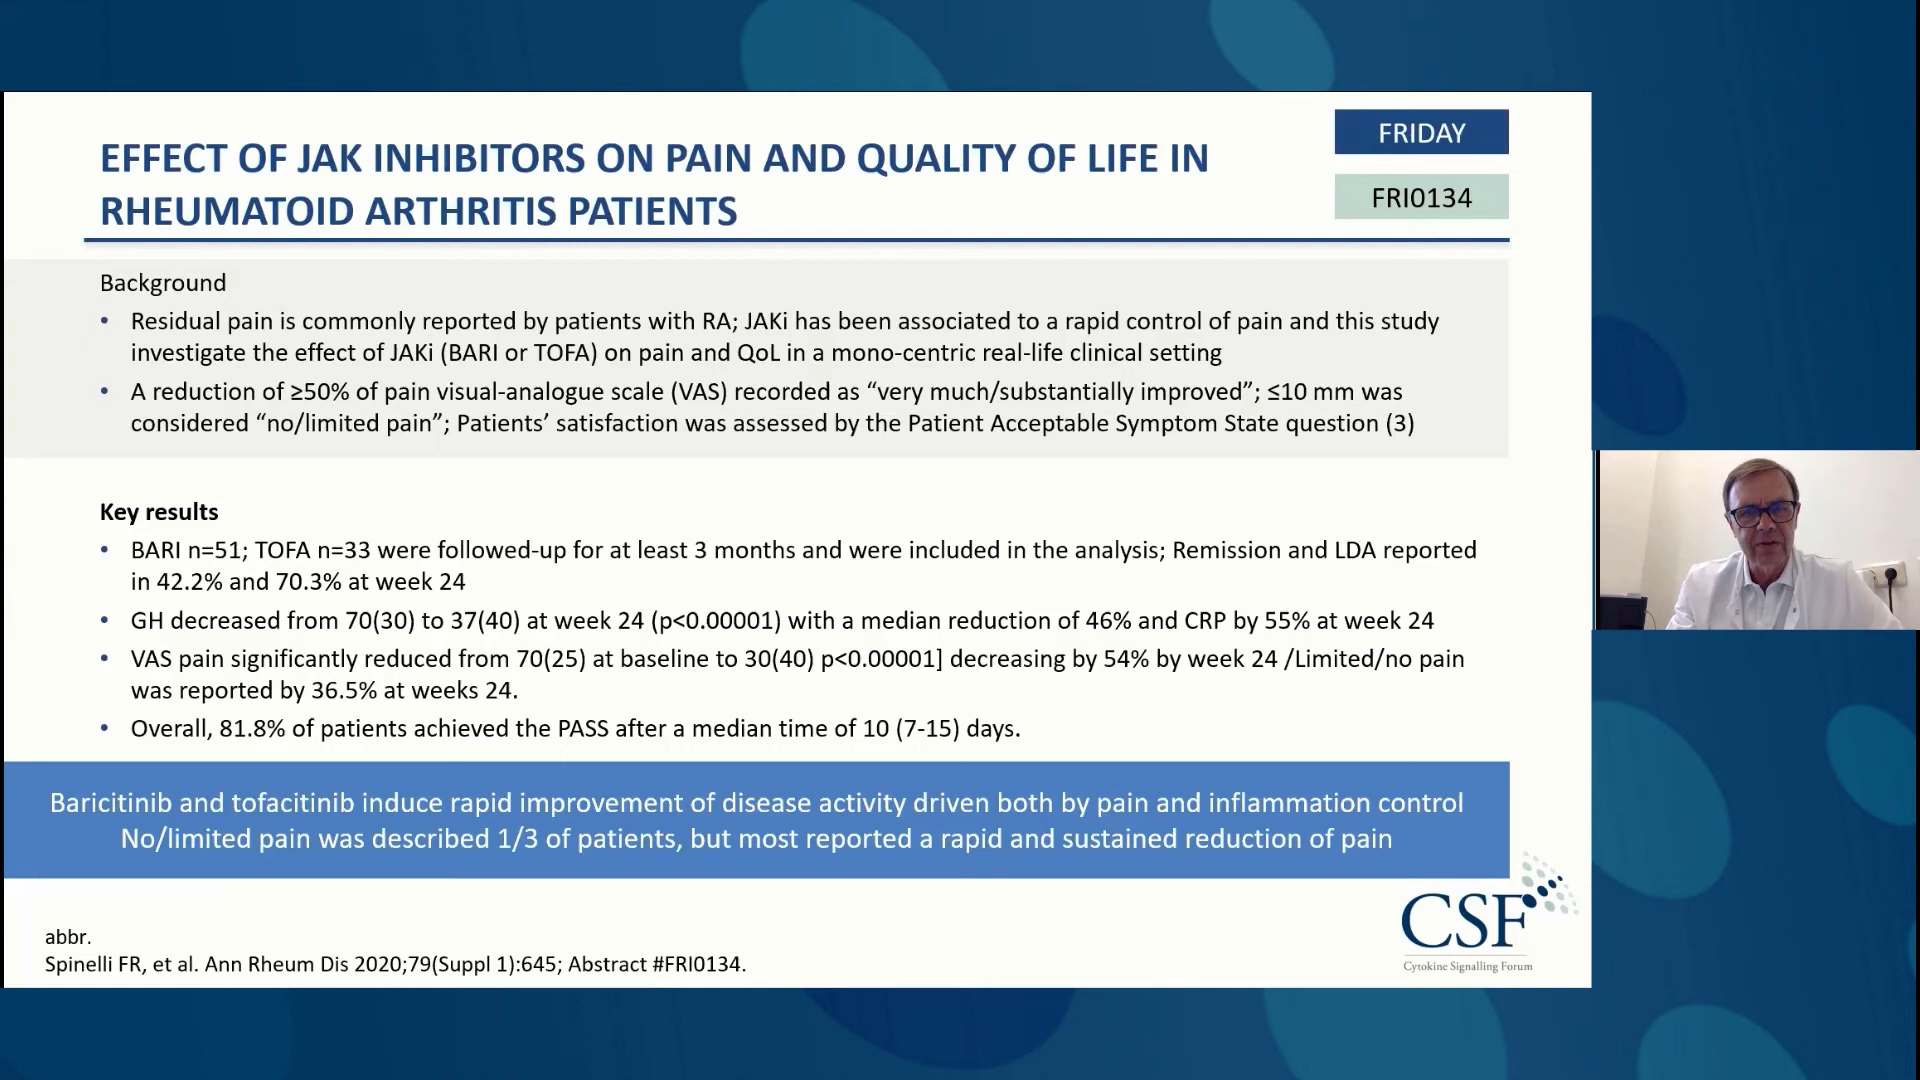 EFFECT OF JAK INHIBITORS ON PAIN AND QUALITY OF LIFE IN
RHEUMATOID ARTHRITIS PATIENTS
FRIDAY
FRI0134
Background
• Residual pain is commonly reported by patients with RA; JAKi has been associated to a rapid control of pain and this study
investigate the effect of JAKi (BARI or TOFA) on pain and QoL in a mono-centric real-life clinical setting
• A reduction of ≥50% of pain visual-analogue scale (VAS) recorded as “very much/substantially improved”; ≤10 mm was
considered “no/limited pain”; Patients’ satisfaction was assessed by the Patient Acceptable Symptom State question (3)
Key results
• BARI n=51; TOFA n=33 were followed-up for at least 3 months and were included in the analysis; Remission and LDA reported
in 42.2% and 70.3% at week 24
• GH decreased from 70(30) to 37(40) at week 24 (p<0.00001) with a median reduction of 46% and CRP by 55% at week 24
• VAS pain significantly reduced from 70(25) at baseline to 30(40) p<0.00001] decreasing by 54% by week 24 /Limited/no pain
was reported by 36.5% at weeks 24.
• Overall, 81.8% of patients achieved the PASS after a median time of 10 (7-15) days.
Baricitinib and tofacitinib induce rapid improvement of disease activity driven both by pain and inflammation control
No/limited pain was described 1/3 of patients, but most reported a rapid and sustained reduction of pain
abbr.
Spinelli FR, et al. Ann Rheum Dis 2020;79(Suppl 1):645; Abstract #FRI0134.
CSF
Cytokine Signalling Forum